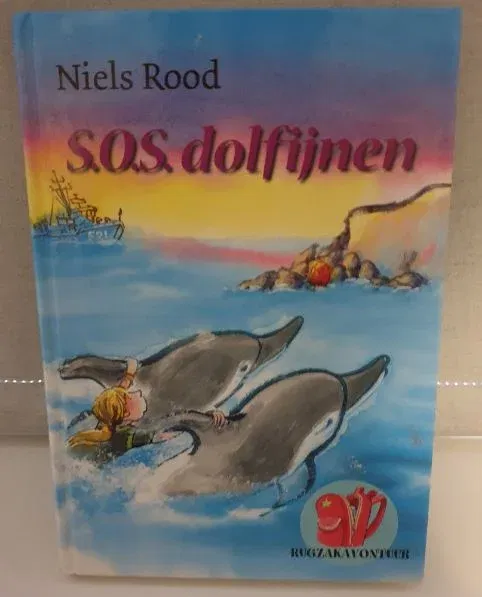 Niels Rood
S.O.S. dolfijnen
RUGZAKAVONTUUR